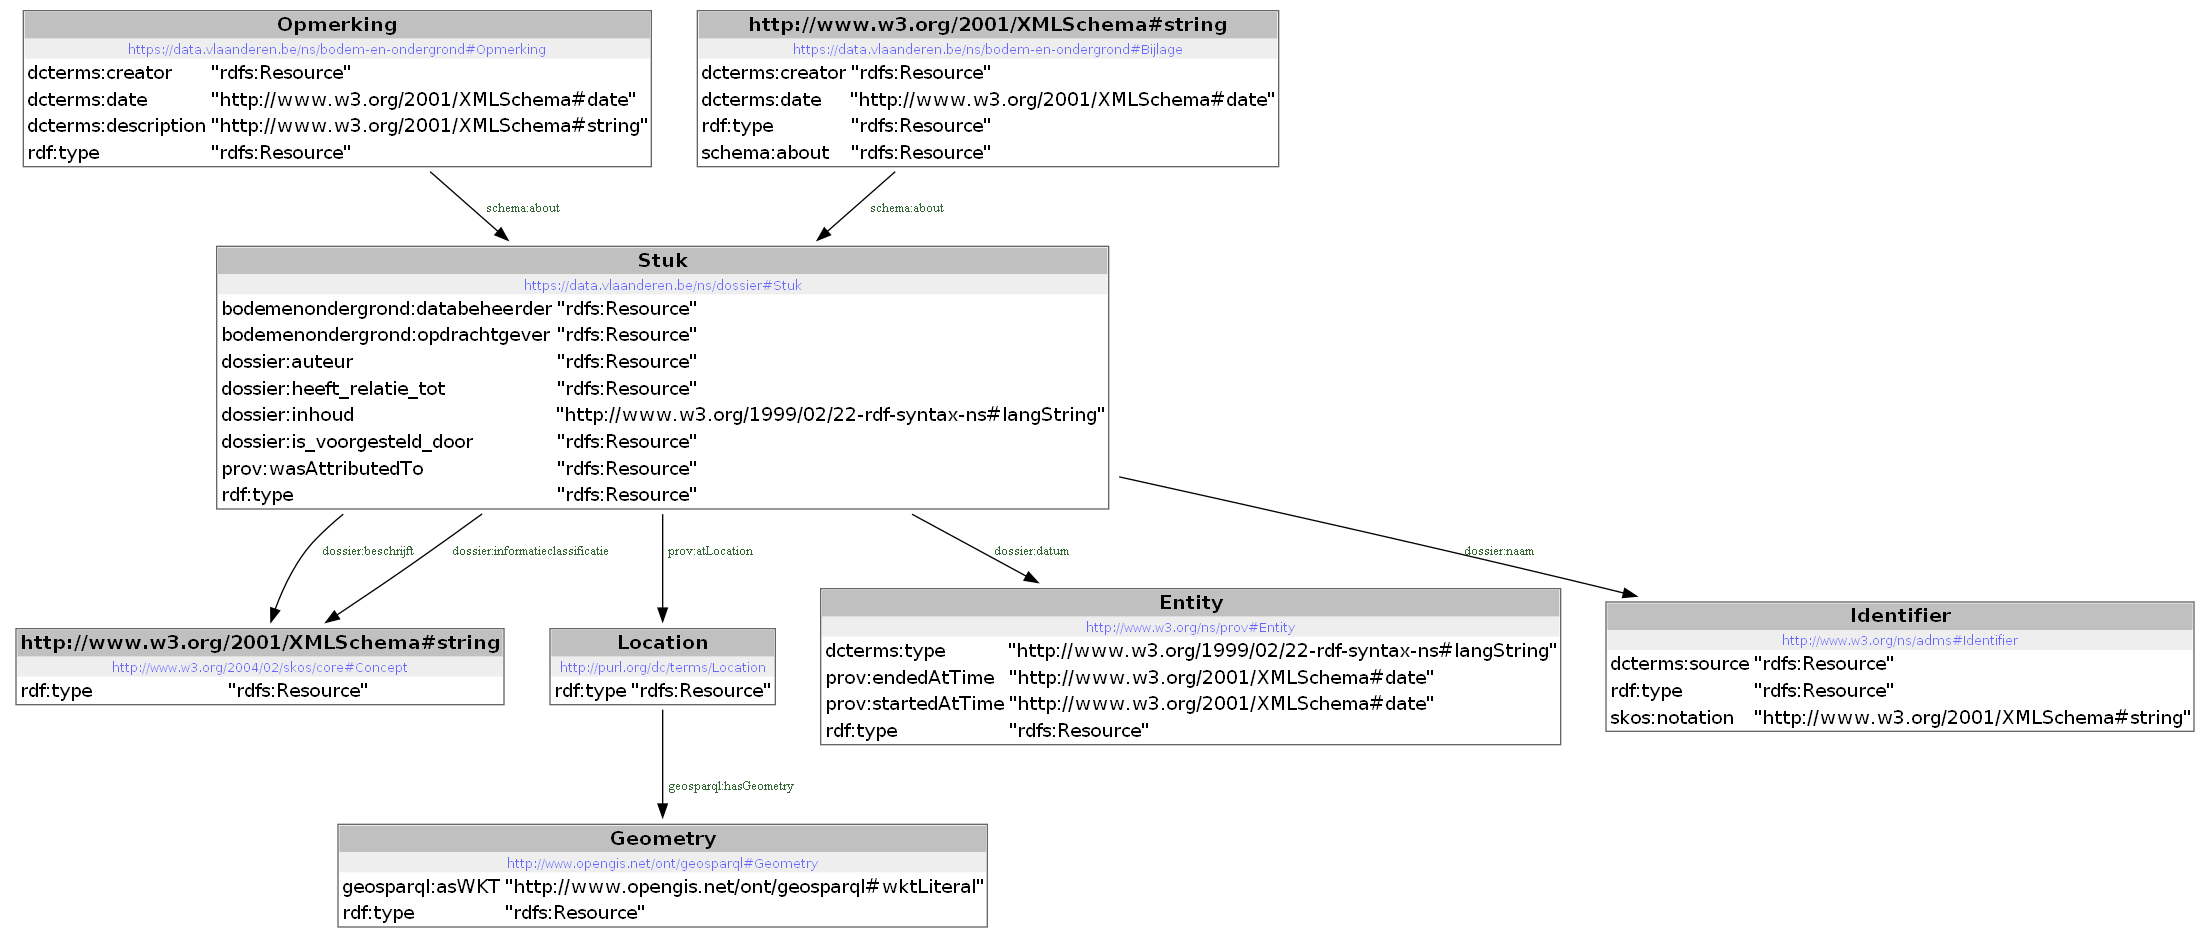 Opmerking
https://data.vlaanderen.be/ns/bodem-en-ondergrond#Opmerking
dcterms:creator "rdfs:Resource"
dcterms:date "http://www.w3.org/2001/XMLSchema#date"
dcterms:description "http://www.w3.org/2001/XMLSchema#string"
rdf:type "rdfs:Resource"
http://www.w3.org/2001/XMLSchema#string
https://data.vlaanderen.be/ns/bodem-en-ondergrond#Bijlage
dcterms:creator "rdfs:Resource"
dcterms:date "http://www.w3.org/2001/XMLSchema#date"
rdf:type "rdfs:Resource"
schema:about "rdfs:Resource"
schema:about
schema:about
Stuk
https://data.vlaanderen.be/ns/dossier#Stuk
bodemenondergrond:databeheerder "rdfs:Resource"
bodemenondergrond:opdrachtgever "rdfs:Resource"
dossier:auteur "rdfs:Resource"
dossier:heeft_relatie_tot "rdfs:Resource"
dossier:inhoud "http://www.w3.org/1999/02/22-rdf-syntax-ns#langString"
dossier:is_voorgesteld_door "rdfs:Resource"
prov:wasAttributedTo "rdfs:Resource"
rdf:type "rdfs:Resource"
dossier:beschrijft
dossier:informatieclassificatie
prov:atLocation
dossier:datum
dossier:naam
http://www.w3.org/2001/XMLSchema#string
http://www.w3.org/2004/02/skos/core#Concept
rdf:type "rdfs:Resource"
Location
http://purl.org/dc/terms/Location
rdf:type "rdfs:Resource"
Entity
http://www.w3.org/ns/prov#Entity
dcterms:type "http://www.w3.org/1999/02/22-rdf-syntax-ns#langString"
prov:endedAtTime "http://www.w3.org/2001/XMLSchema#date"
prov:startedAtTime "http://www.w3.org/2001/XMLSchema#date"
rdf:type "rdfs:Resource"
Identifier
http://www.w3.org/ns/adms#Identifier
dcterms:source "rdfs:Resource"
rdf:type "rdfs:Resource"
skos:notation "http://www.w3.org/2001/XMLSchema#string"
geosparql:hasGeometry
Geometry
http://www.opengis.net/ont/geosparql#Geometry
geosparql:asWKT "http://www.opengis.net/ont/geosparql#wktLiteral"
rdf:type "rdfs:Resource"